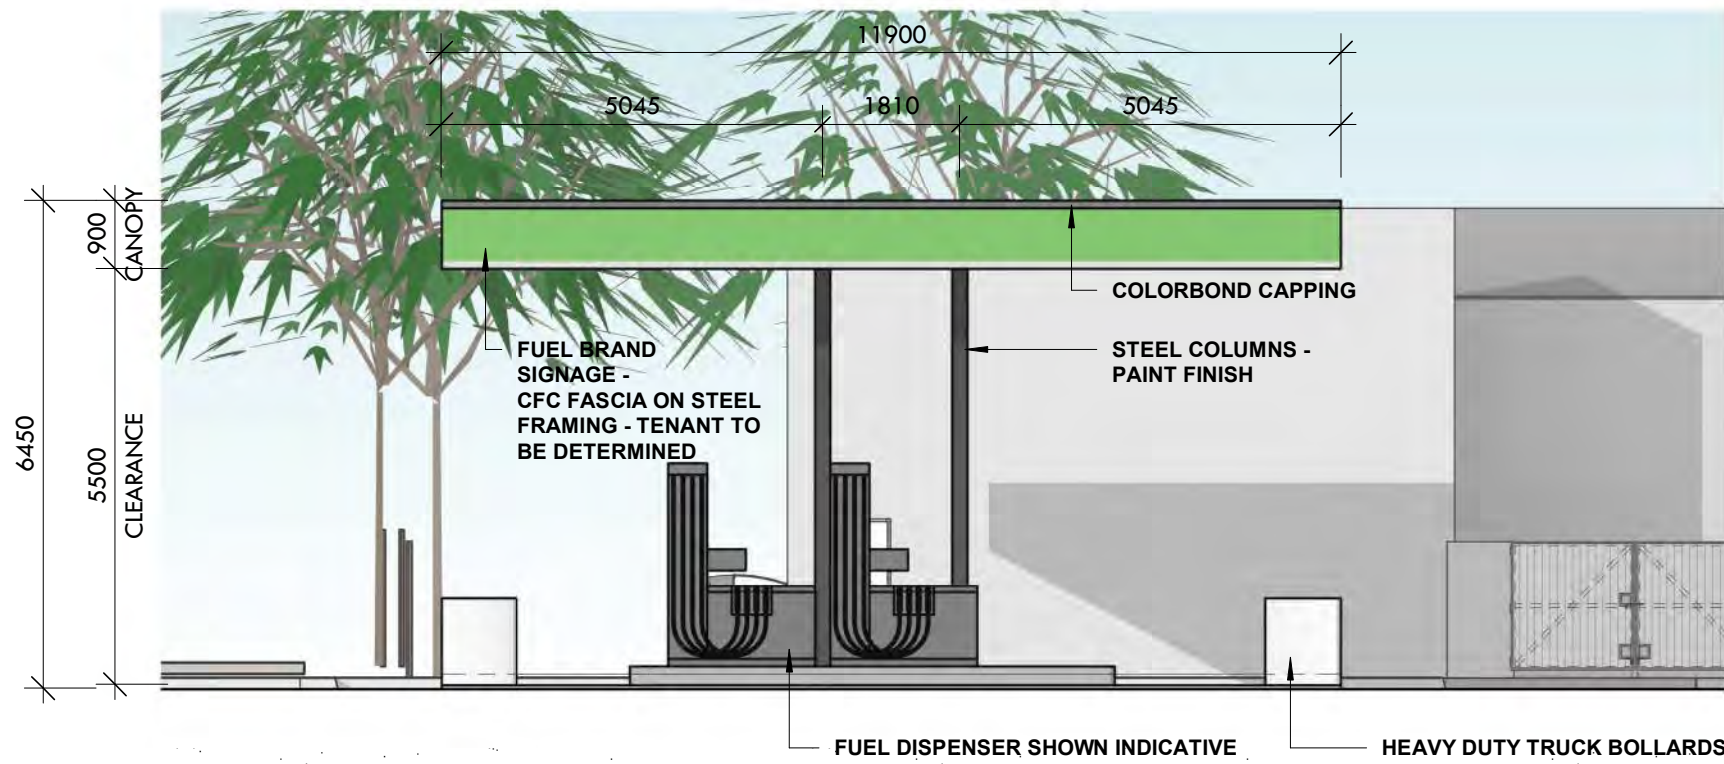 11900
5045
1810
5045
6450
900
CANOPY
5500
CLEARANCE
COLORBOND CAPPING
FUEL BRAND
SIGNAGE -
CFC FASCIA ON STEEL
FRAMING - TENANT TO
BE DETERMINED
STEEL COLUMNS -
PAINT FINISH
FUEL DISPENSER SHOWN INDICATIVE
HEAVY DUTY TRUCK BOLLARDS